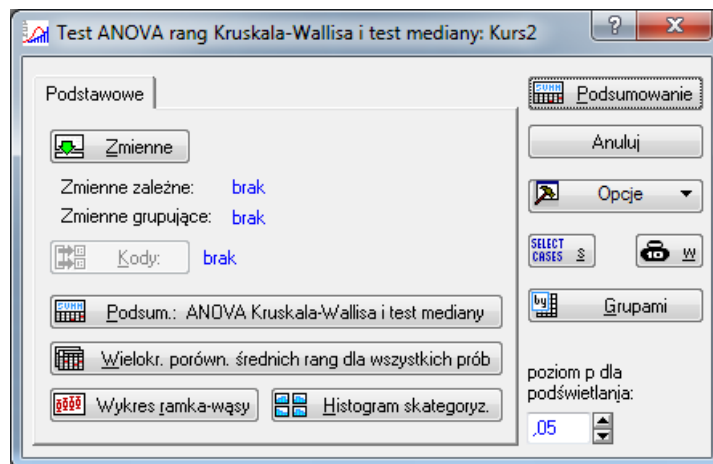 Test ANOVA rang Kruskala-Wallisa i test mediany: Kurs2
Podstawowe
Zmienne
Zmienne zależne: brak
Zmienne grupujące: brak
Kody: brak
Podsum.: ANOVA Kruskala-Wallisa i test mediany
Wielokr. porówn. średnich rang dla wszystkich prób
Wykres ramka-wąsy
Histogram skategoryz.
Podsumowanie
Anuluj
Opcje
SELECT CASES S
W
by Grupami
poziom p dla
podświetlania:
,05